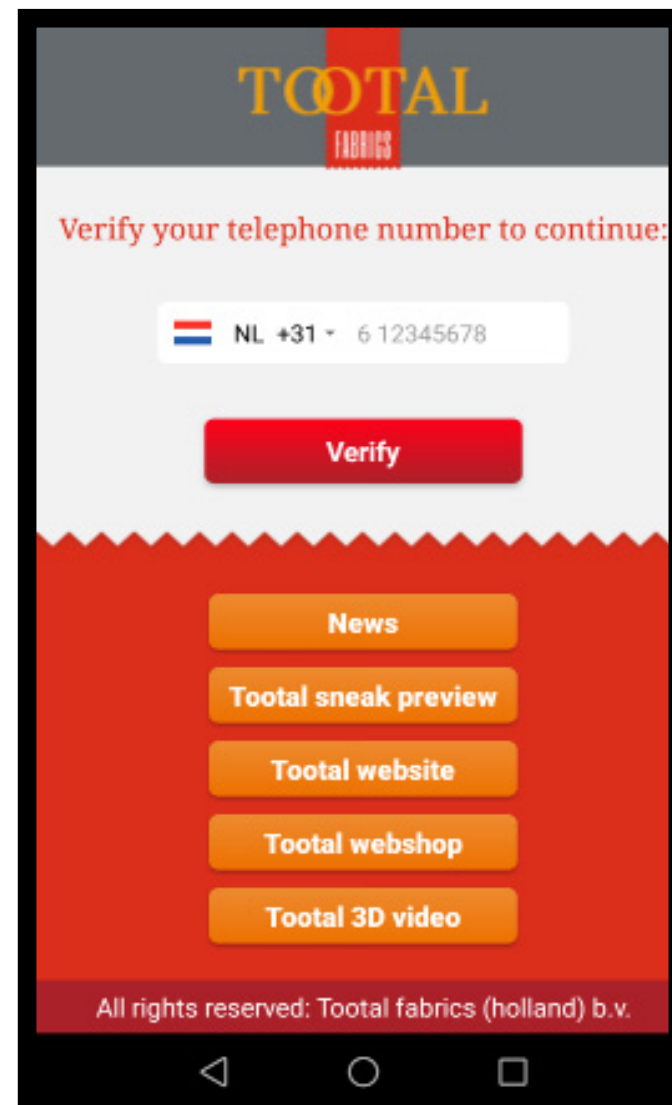 TOOTAL
FABRICS
Verify your telephone number to continue:
NL +31 6 12345678
Verify
News
Tootal sneak preview
Tootal website
Tootal webshop
Tootal 3D video
All rights reserved: Tootal fabrics (holland) b.v.